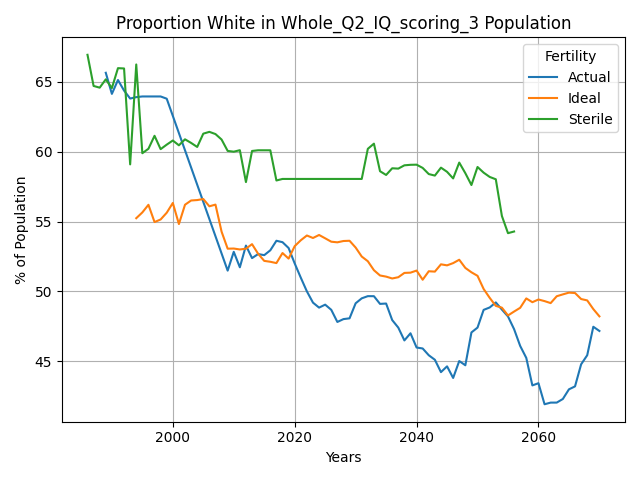 Proportion White in Whole_Q2_IQ_scoring_3 Population
Fertility
Actual
Ideal
Sterile
% of Population
65
60
55
50
45
2000
2020
2040
2060
Years